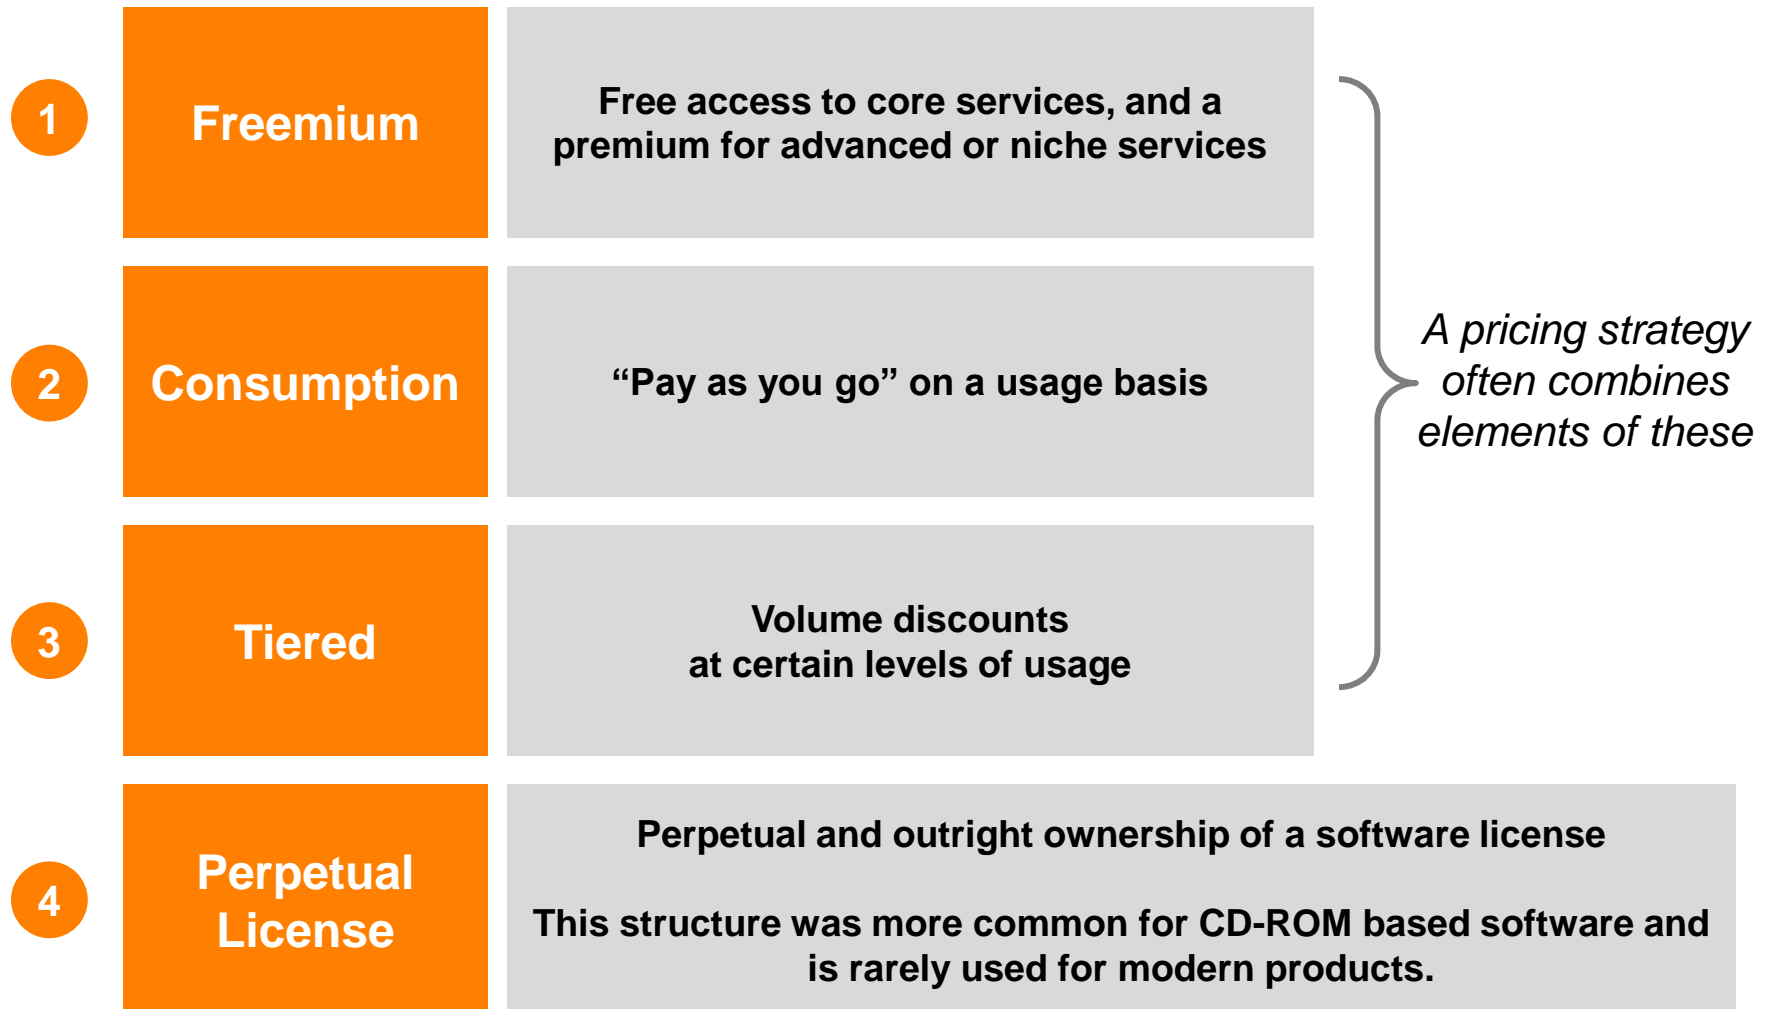 1
Freemium
Free access to core services, and a
premium for advanced or niche services
2
Consumption
“Pay as you go” on a usage basis
3
Tiered
Volume discounts
at certain levels of usage
A pricing strategy
often combines
elements of these
4
Perpetual
License
Perpetual and outright ownership of a software license
This structure was more common for CD-ROM based software and
is rarely used for modern products.